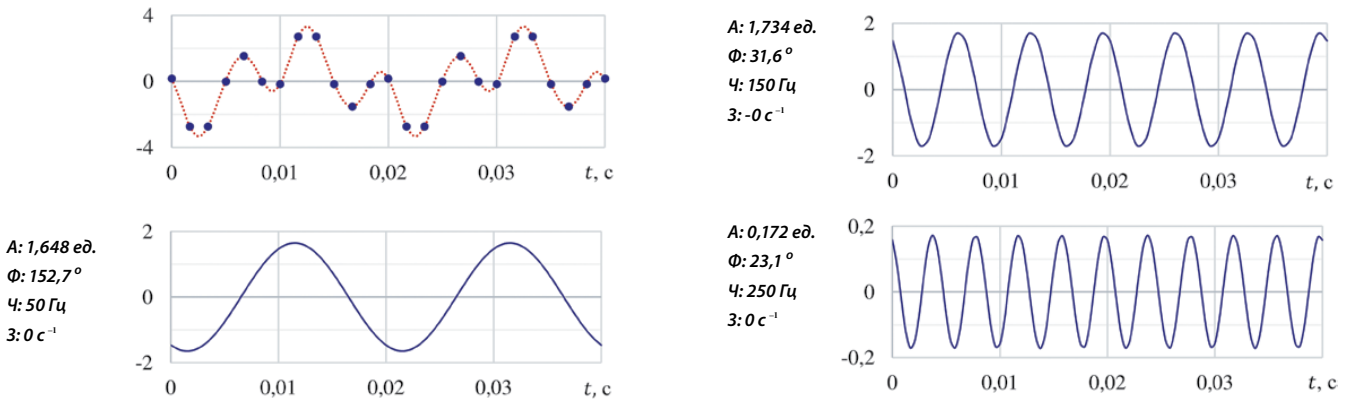 4
0
-4
0 0,01 0,02 0,03 t, с
А: 1,734 ед.
Ф: 31,6 °
Ч: 150 Гц
З: -0 с⁻¹
2
0
-2
0 0,01 0,02 0,03 t, с
А: 1,648 ед.
Ф: 152,7 °
Ч: 50 Гц
З: 0 с⁻¹
2
0
-2
0 0,01 0,02 0,03 t, с
А: 0,172 ед.
Ф: 23,1 °
Ч: 250 Гц
З: 0 с⁻¹
0,2
0
-0,2
0 0,01 0,02 0,03 t, с